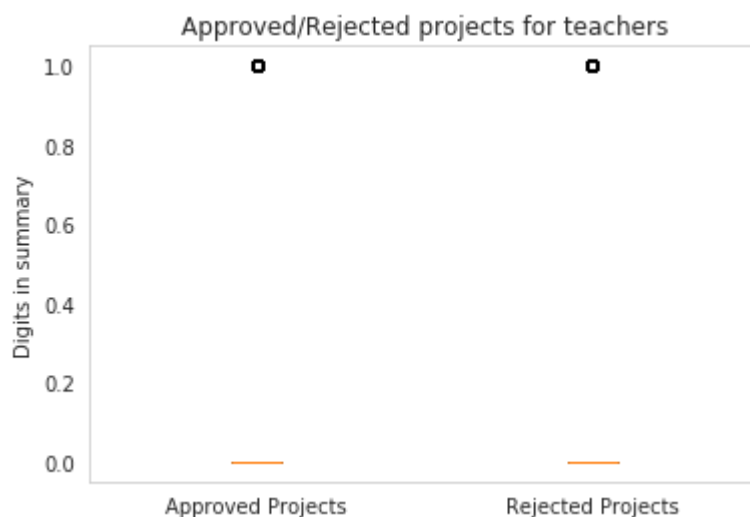 Approved/Rejected projects for teachers
1.0
0.8
0.6
0.4
0.2
0.0
Digits in summary
Approved Projects
Rejected Projects